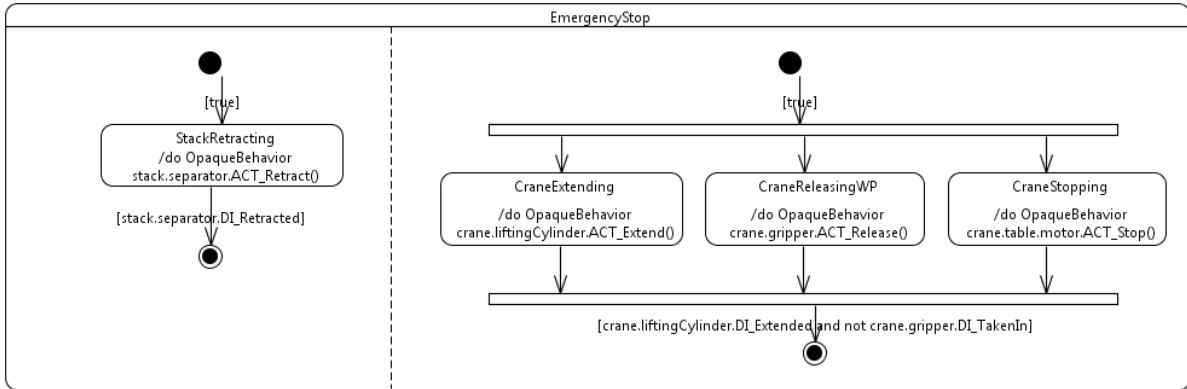 EmergencyStop
[true]
StackRetracting
/do OpaqueBehavior
stack.separator.ACT_Retract()
[stack.separator.DI_Retracted]
[true]
CraneExtending
/do OpaqueBehavior
crane.liftingCylinder.ACT_Extend()
CraneReleasingWP
/do OpaqueBehavior
crane.gripper.ACT_Release()
CraneStopping
/do OpaqueBehavior
crane.table.motor.ACT_Stop()
[crane.liftingCylinder.DI_Extended and not crane.gripper.DI_TakenIn]